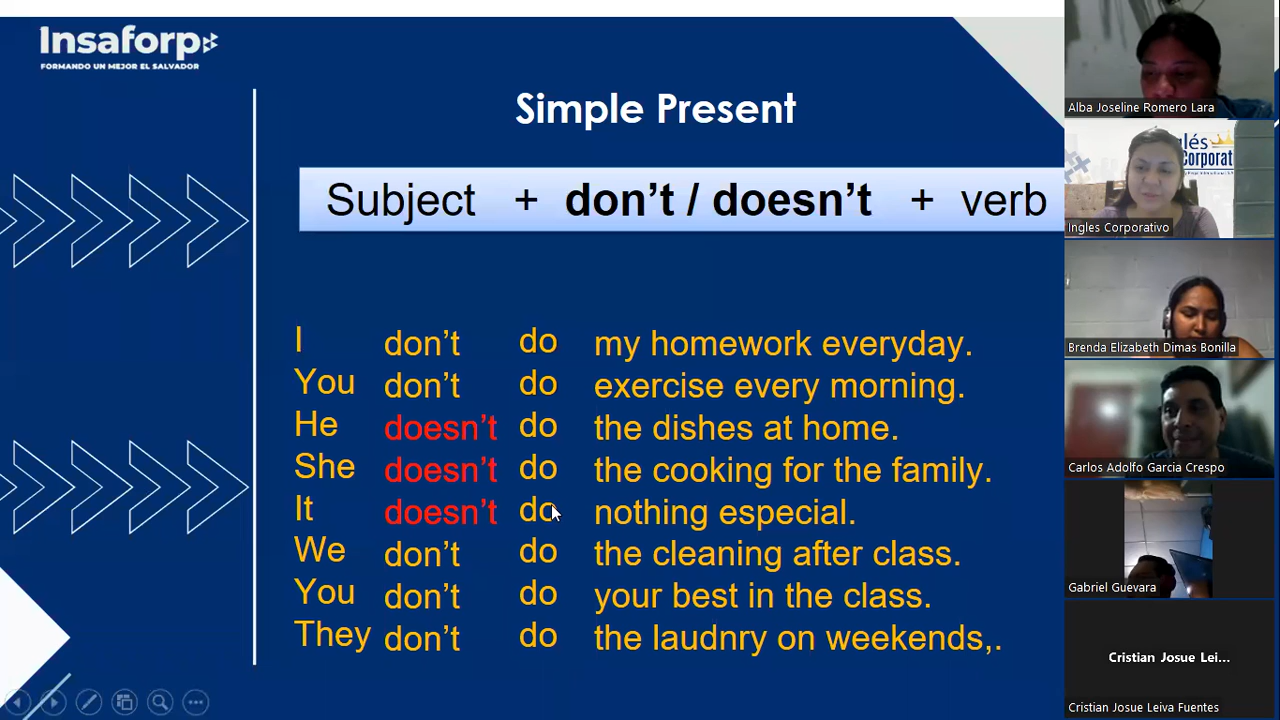 Insaforp
FORMANDO UN MEJOR EL SALVADOR
Simple Present
Subject + don't / doesn't + verb
I don't do my homework everyday.
You don't do exercise every morning.
He doesn't do the dishes at home.
She doesn't do the cooking for the family.
It doesn't do nothing especial.
We don't do the cleaning after class.
You don't do your best in the class.
They don't do the laudnry on weekends,.
Alba Joseline Romero Lara
glés
Corporat
Ingles Corporativo
Brenda Elizabeth Dimas Bonilla
Carlos Adolfo Garcia Crespo
Gabriel Guevara
Cristian Josue Lei...
Cristian Josue Leiva Fuentes